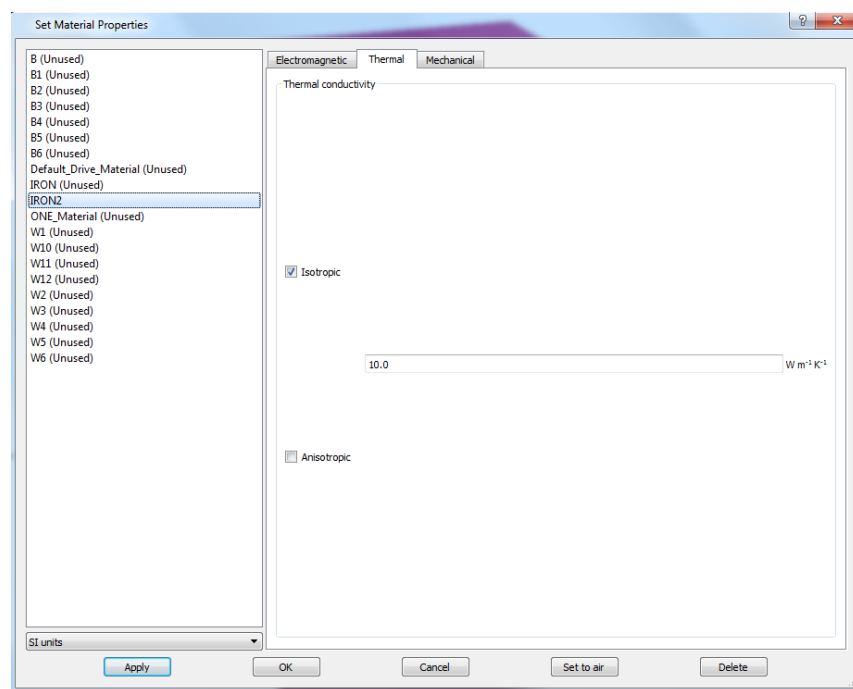 Set Material Properties
B (Unused)
B1 (Unused)
B2 (Unused)
B3 (Unused)
B4 (Unused)
B5 (Unused)
B6 (Unused)
Default_Drive_Material (Unused)
IRON (Unused)
IRON2
ONE_Material (Unused)
W1 (Unused)
W10 (Unused)
W11 (Unused)
W12 (Unused)
W2 (Unused)
W3 (Unused)
W4 (Unused)
W5 (Unused)
W6 (Unused)
SI units
Electromagnetic Thermal Mechanical
Thermal conductivity
Isotropic
10.0 W m⁻¹ K⁻¹
Anisotropic
Apply OK Cancel Set to air Delete